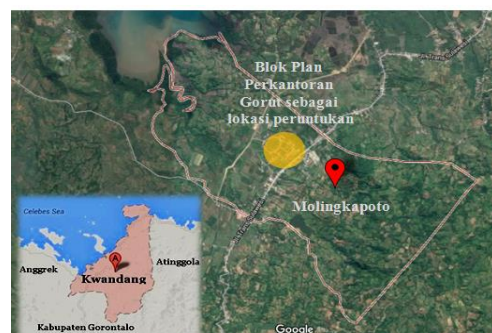 Blok Plan
Perkantoran
Gorut sebagai
lokasi peruntukan
Molingkapoto
Celebes Sea
A
Anggrek
Kwandang
Atinggola
Kabupaten Gorontalo
Google